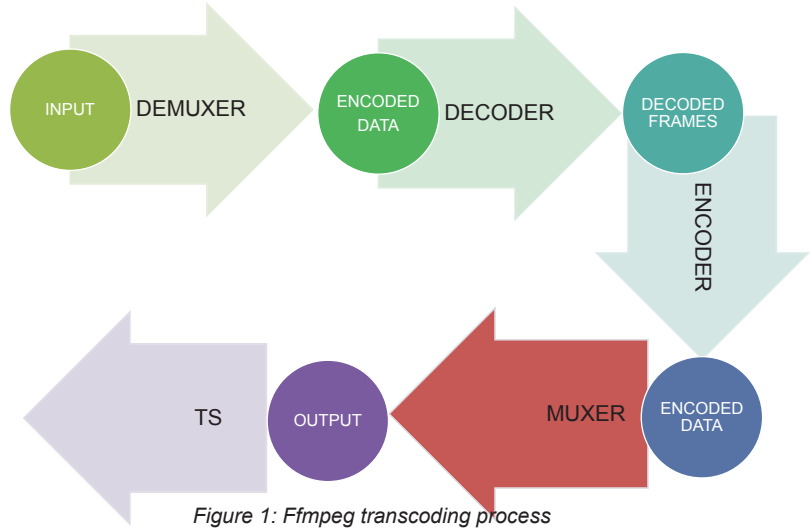 INPUT
DEMUXER
ENCODED
DATA
DECODER
DECODED
FRAMES
ENCODER
ENCODED
DATA
MUXER
OUTPUT
TS
Figure 1: Ffmpeg transcoding process